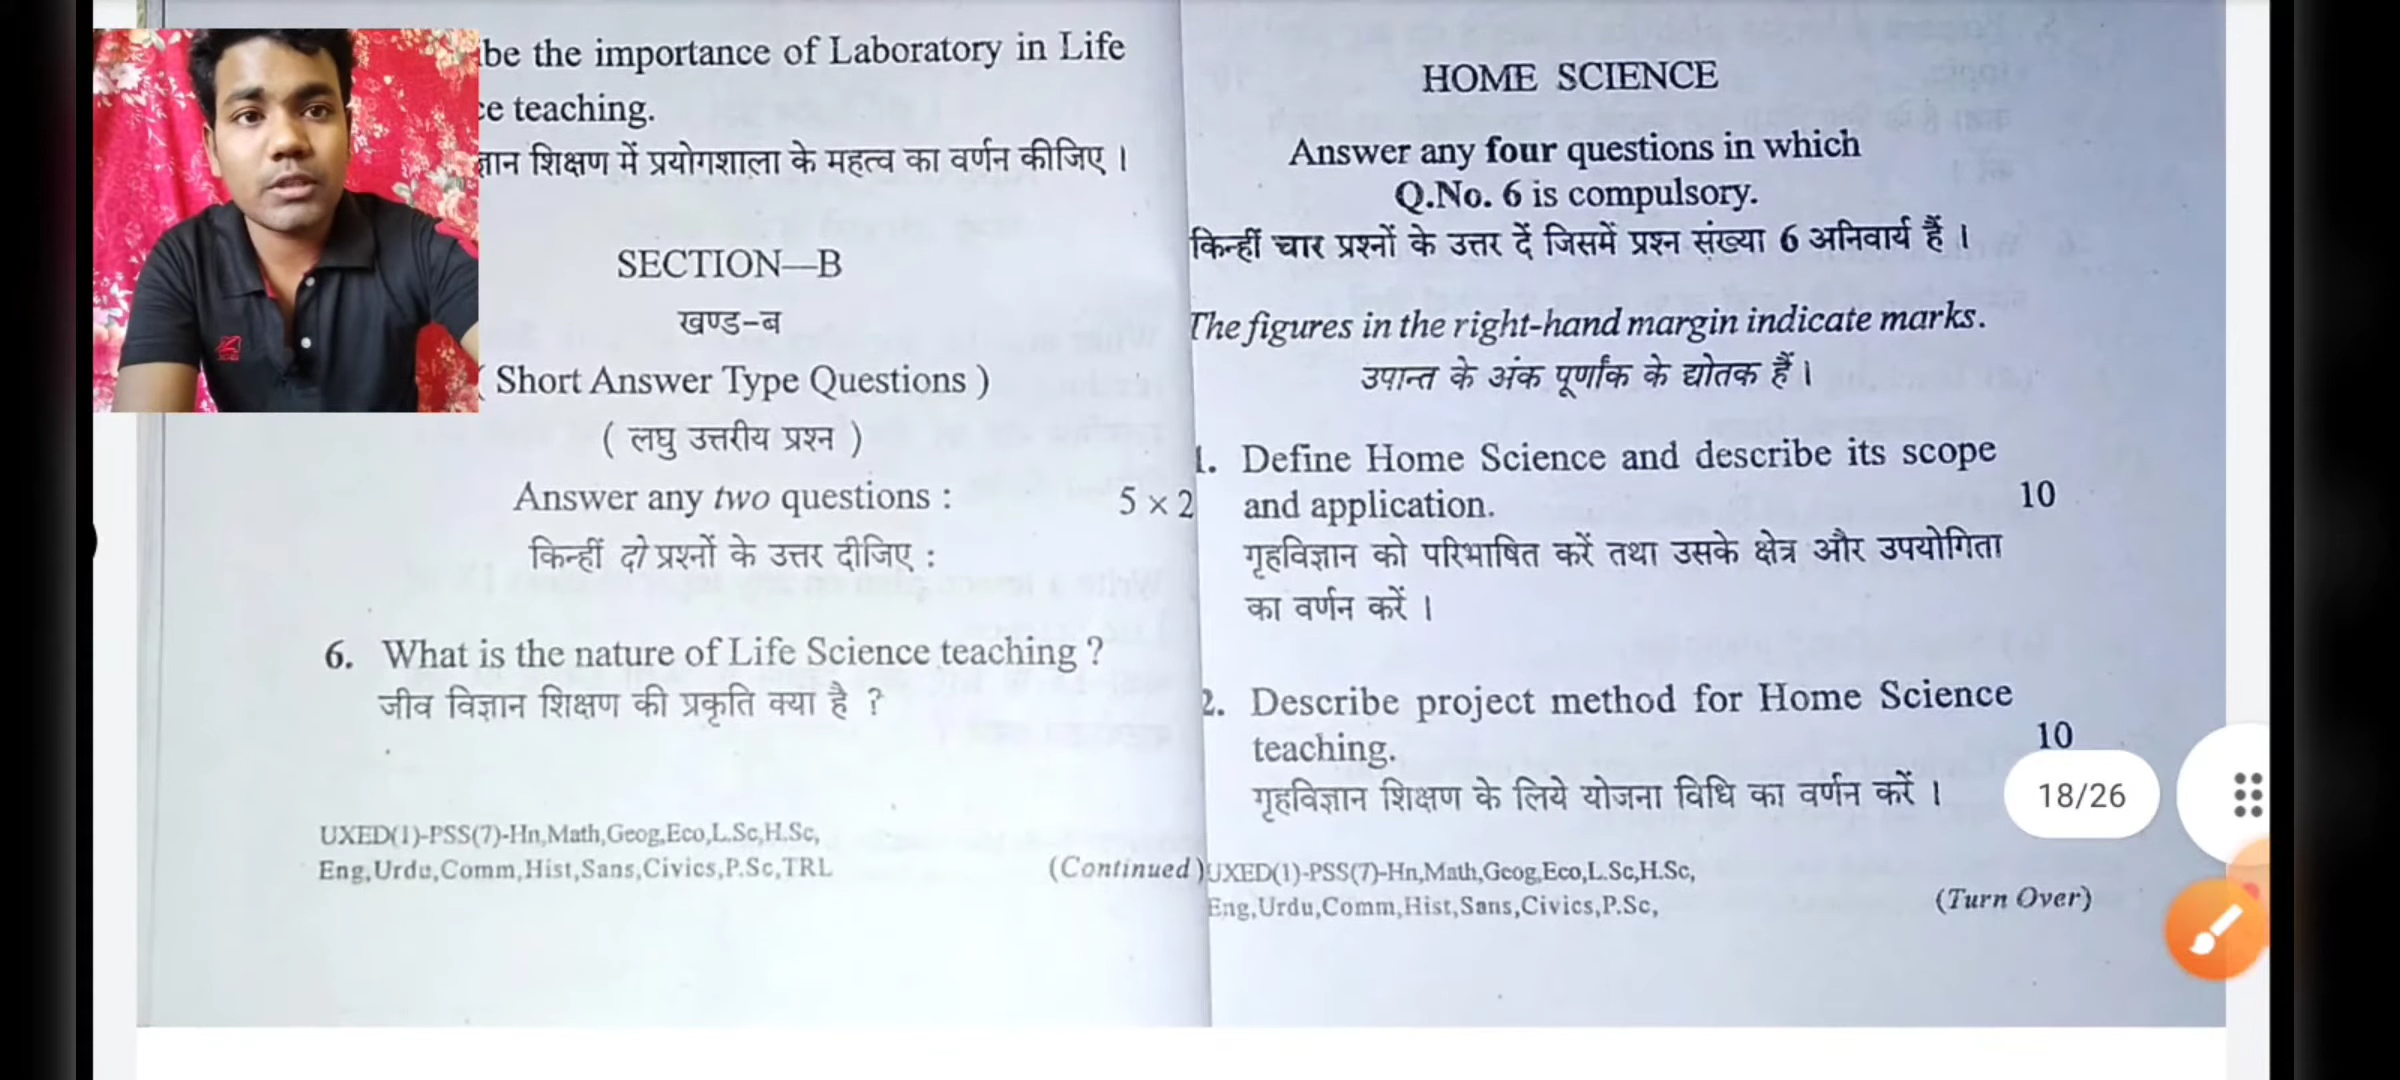 be the importance of Laboratory in Life
ce teaching.
ज्ञान शिक्षण में प्रयोगशाला के महत्व का वर्णन कीजिए ।
SECTION—B
खण्ड-ब
( Short Answer Type Questions )
( लघु उत्तरीय प्रश्न )
Answer any two questions : 5 × 2
किन्हीं दो प्रश्नों के उत्तर दीजिए :
6. What is the nature of Life Science teaching ?
जीव विज्ञान शिक्षण की प्रकृति क्या है ?
UXED(1)-PSS(7)-Hn,Math,Geog,Eco,L.Sc,H.Sc,
Eng,Urdu,Comm,Hist,Sans,Civics,P.Sc,TRL (Continued)
HOME SCIENCE
Answer any four questions in which
Q.No. 6 is compulsory.
किन्हीं चार प्रश्नों के उत्तर दें जिसमें प्रश्न संख्या 6 अनिवार्य हैं ।
The figures in the right-hand margin indicate marks.
उपान्त के अंक पूर्णांक के द्योतक हैं ।
1. Define Home Science and describe its scope
and application. 10
गृहविज्ञान को परिभाषित करें तथा उसके क्षेत्र और उपयोगिता
का वर्णन करें ।
2. Describe project method for Home Science
teaching. 10
गृहविज्ञान शिक्षण के लिये योजना विधि का वर्णन करें ।
18/26
UXED(1)-PSS(7)-Hn,Math,Geog,Eco,L.Sc,H.Sc,
Eng,Urdu,Comm,Hist,Sans,Civics,P.Sc,
(Turn Over)